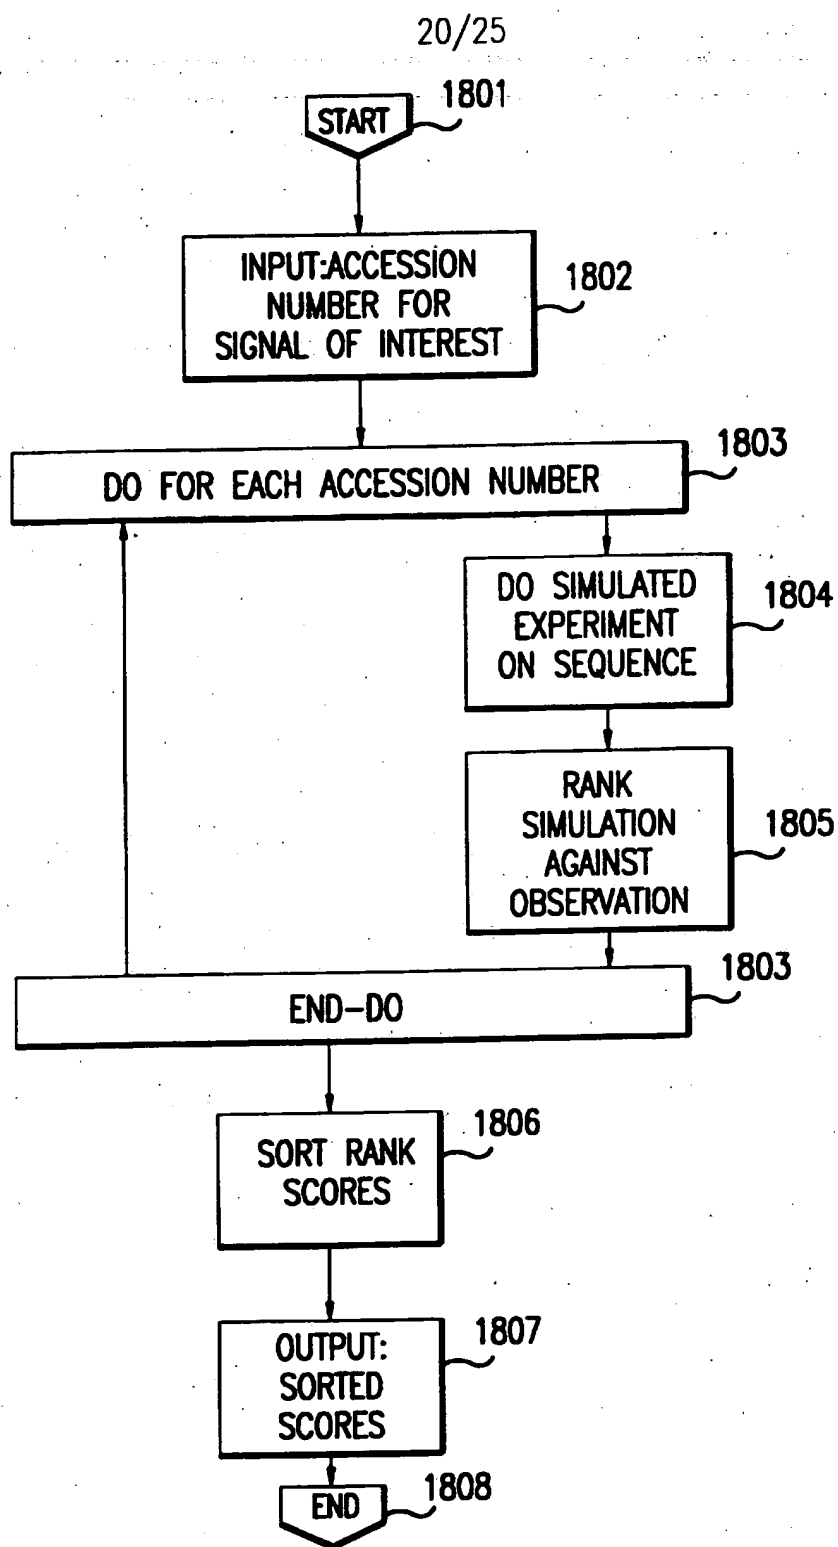 20/25
1801
START
INPUT:ACCESSION
NUMBER FOR
SIGNAL OF INTEREST
1802
1803
DO FOR EACH ACCESSION NUMBER
DO SIMULATED
EXPERIMENT
ON SEQUENCE
1804
RANK
SIMULATION
AGAINST
OBSERVATION
1805
1803
END-DO
1806
SORT RANK
SCORES
1807
OUTPUT:
SORTED
SCORES
1808
END